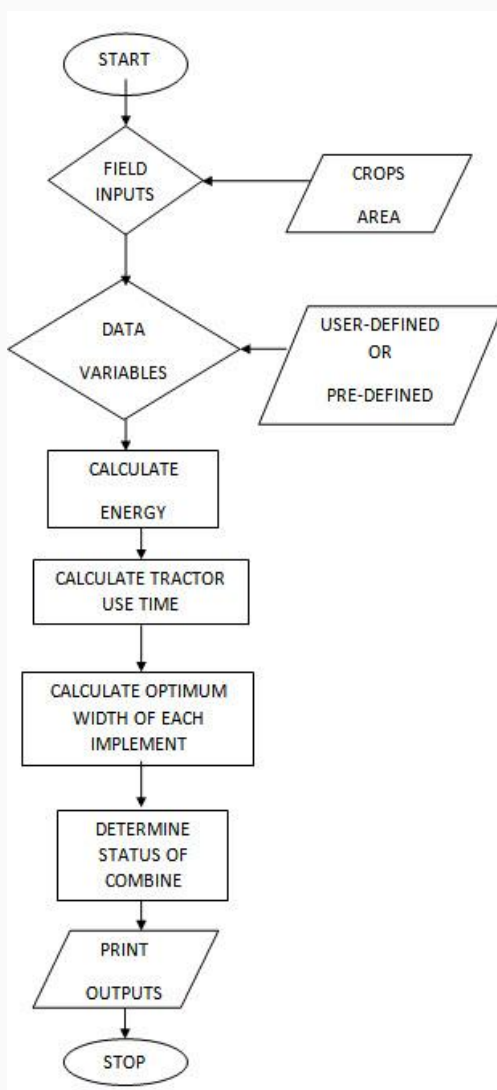 START
FIELD
INPUTS
CROPS
AREA
DATA
VARIABLES
USER-DEFINED
OR
PRE-DEFINED
CALCULATE
ENERGY
CALCULATE TRACTOR
USE TIME
CALCULATE OPTIMUM
WIDTH OF EACH
IMPLEMENT
DETERMINE
STATUS OF
COMBINE
PRINT
OUTPUTS
STOP